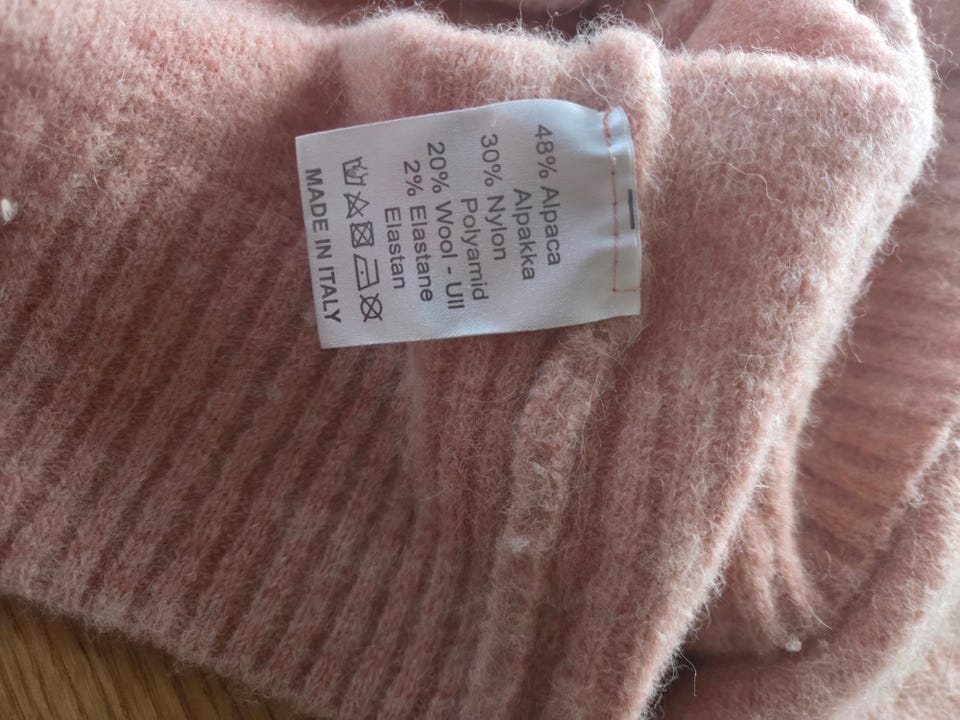 48% Alpaca
Alpakka
30% Nylon
Polyamid
20% Wool - Ull
2% Elastane
Elastan
MADE IN ITALY